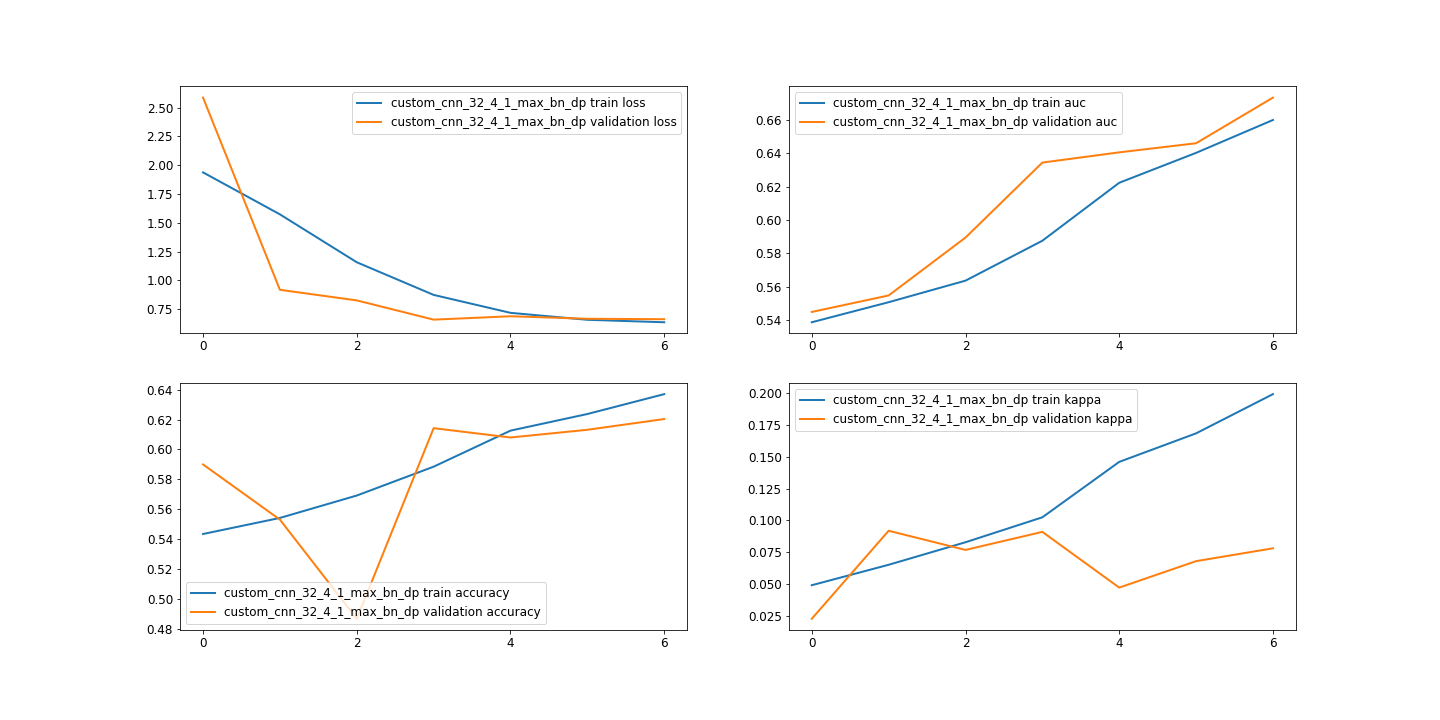 2.50
2.25
2.00
1.75
1.50
1.25
1.00
0.75
0 2 4 6
custom_cnn_32_4_1_max_bn_dp train loss
custom_cnn_32_4_1_max_bn_dp validation loss
0.66
0.64
0.62
0.60
0.58
0.56
0.54
0 2 4 6
custom_cnn_32_4_1_max_bn_dp train auc
custom_cnn_32_4_1_max_bn_dp validation auc
0.64
0.62
0.60
0.58
0.56
0.54
0.52
0.50
0.48
0 2 4 6
custom_cnn_32_4_1_max_bn_dp train accuracy
custom_cnn_32_4_1_max_bn_dp validation accuracy
0.200
0.175
0.150
0.125
0.100
0.075
0.050
0.025
0 2 4 6
custom_cnn_32_4_1_max_bn_dp train kappa
custom_cnn_32_4_1_max_bn_dp validation kappa